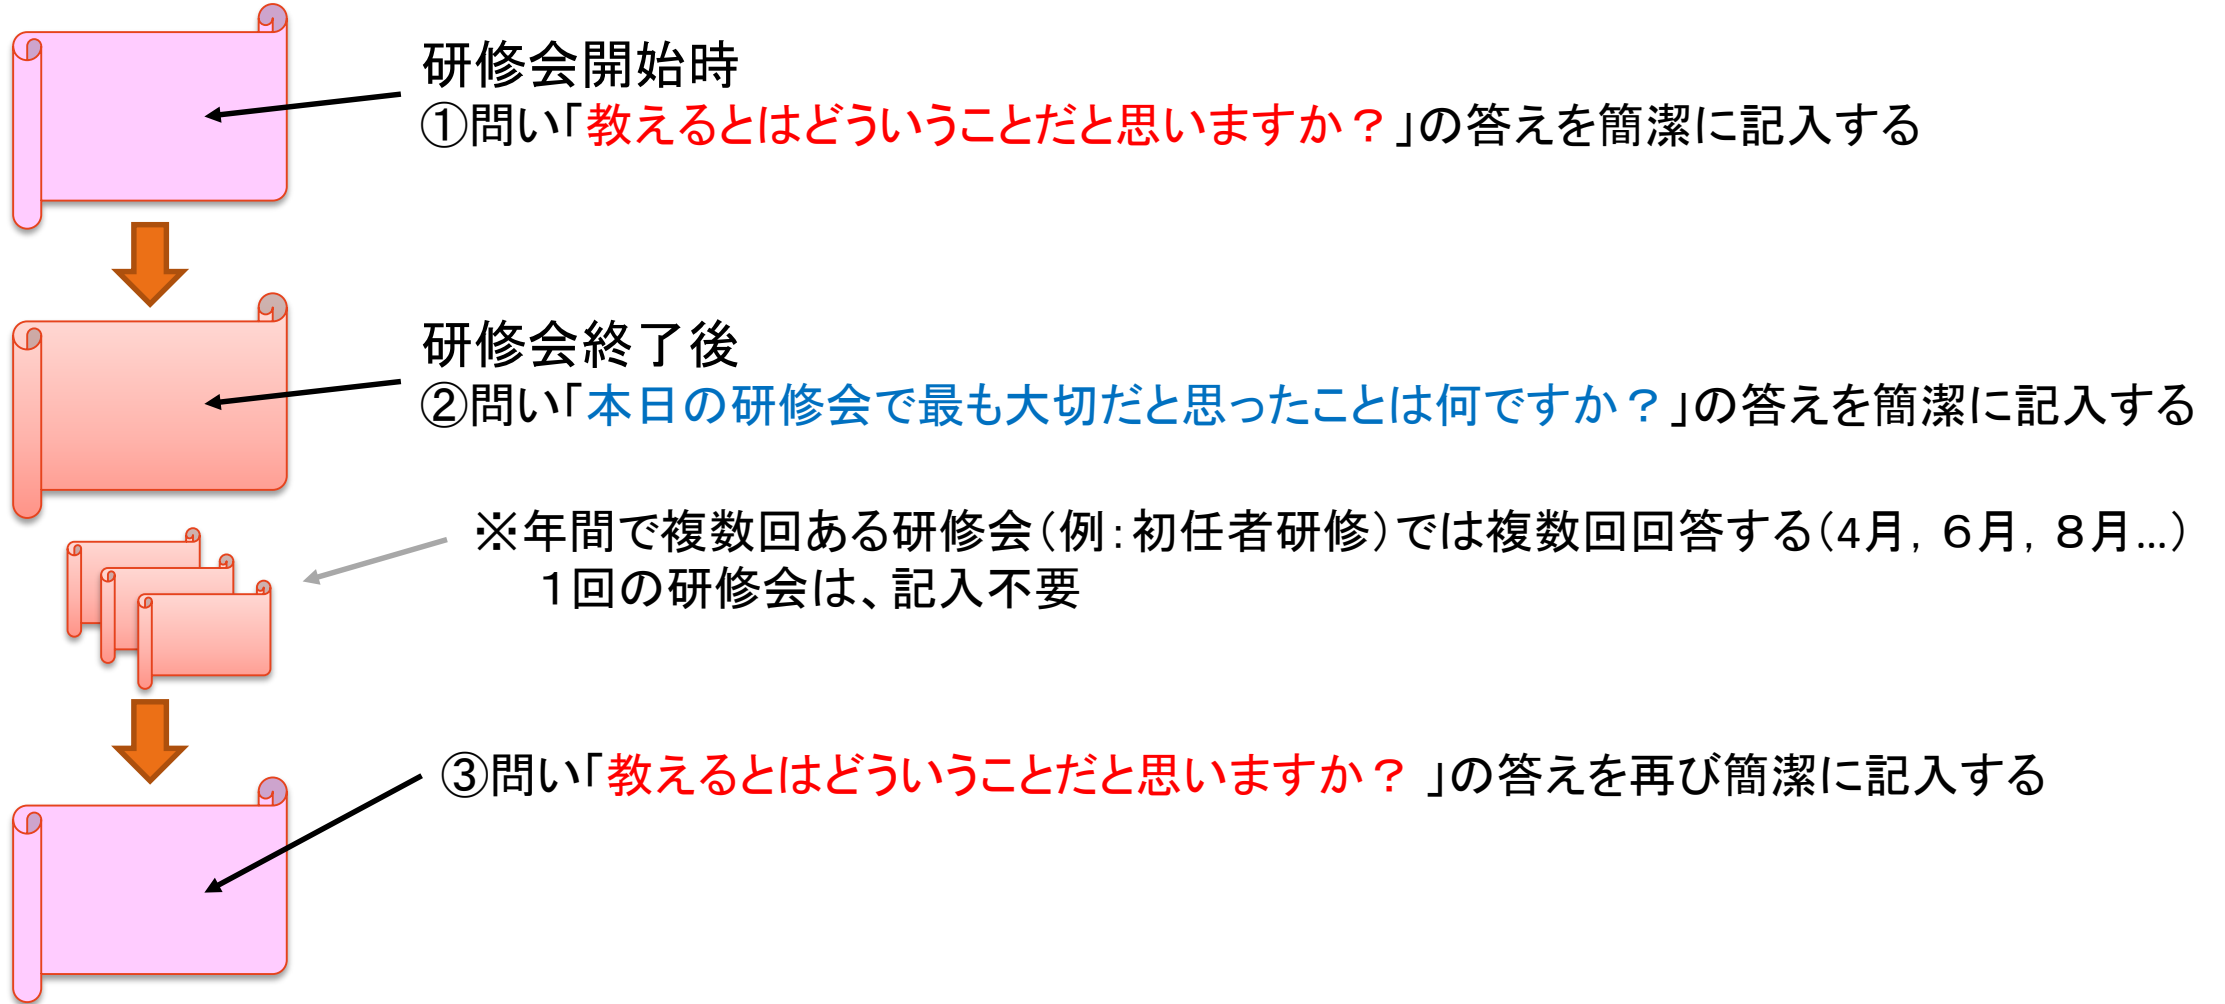 研修会開始時
①問い「教えるとはどういうことだと思いますか？」の答えを簡潔に記入する
研修会終了後
②問い「本日の研修会で最も大切だと思ったことは何ですか？」の答えを簡潔に記入する
※年間で複数回ある研修会（例：初任者研修）では複数回回答する（4月，６月，８月…）
１回の研修会は、記入不要
③問い「教えるとはどういうことだと思いますか？ 」の答えを再び簡潔に記入する